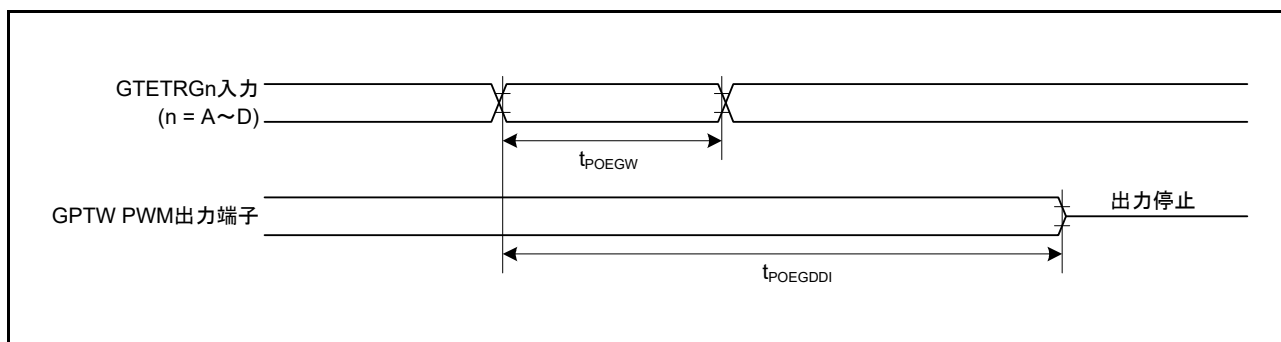 GTETRGn入力
(n = A～D)
tPOEGW
GPTW PWM出力端子
出力停止
tPOEGDDI